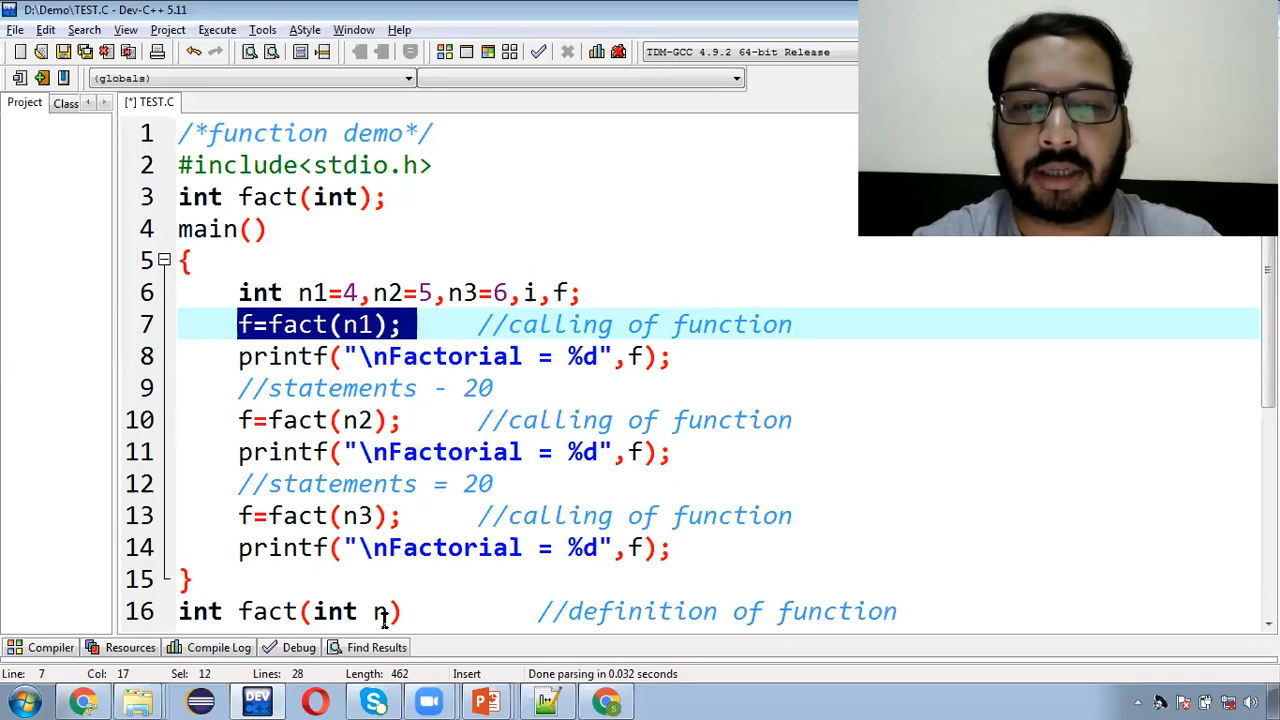 D:\Demo\TEST.C - Dev-C++ 5.11
File Edit Search View Project Execute Tools AStyle Window Help
TDM-GCC 4.9.2 64-bit Release
(globals)
Project Class [*] TEST.C
1 /*function demo*/
2 #include<stdio.h>
3 int fact(int);
4 main()
5 {
6 int n1=4,n2=5,n3=6,i,f;
7 f=fact(n1); //calling of function
8 printf("\nFactorial = %d",f);
9 //statements - 20
10 f=fact(n2); //calling of function
11 printf("\nFactorial = %d",f);
12 //statements = 20
13 f=fact(n3); //calling of function
14 printf("\nFactorial = %d",f);
15 }
16 int fact(int n) //definition of function
Compiler Resources Compile Log Debug Find Results
Line: 7 Col: 17 Sel: 12 Lines: 28 Length: 462 Insert Done parsing in 0.032 seconds
DEV C++